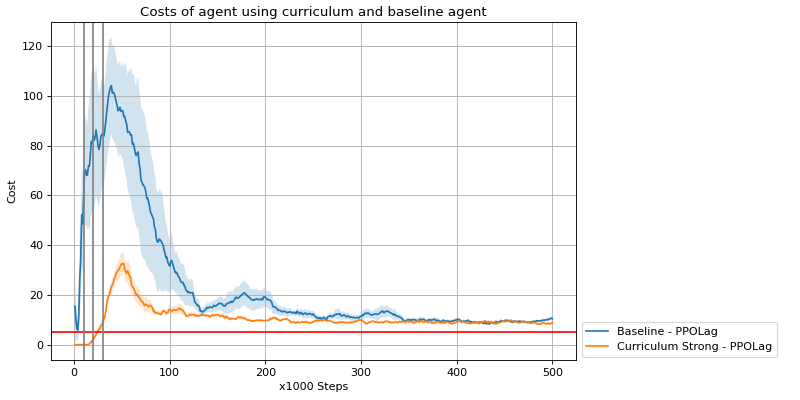 Costs of agent using curriculum and baseline agent
Cost
120
100
80
60
40
20
0
0 100 200 300 400 500
x1000 Steps
Baseline - PPOLag
Curriculum Strong - PPOLag